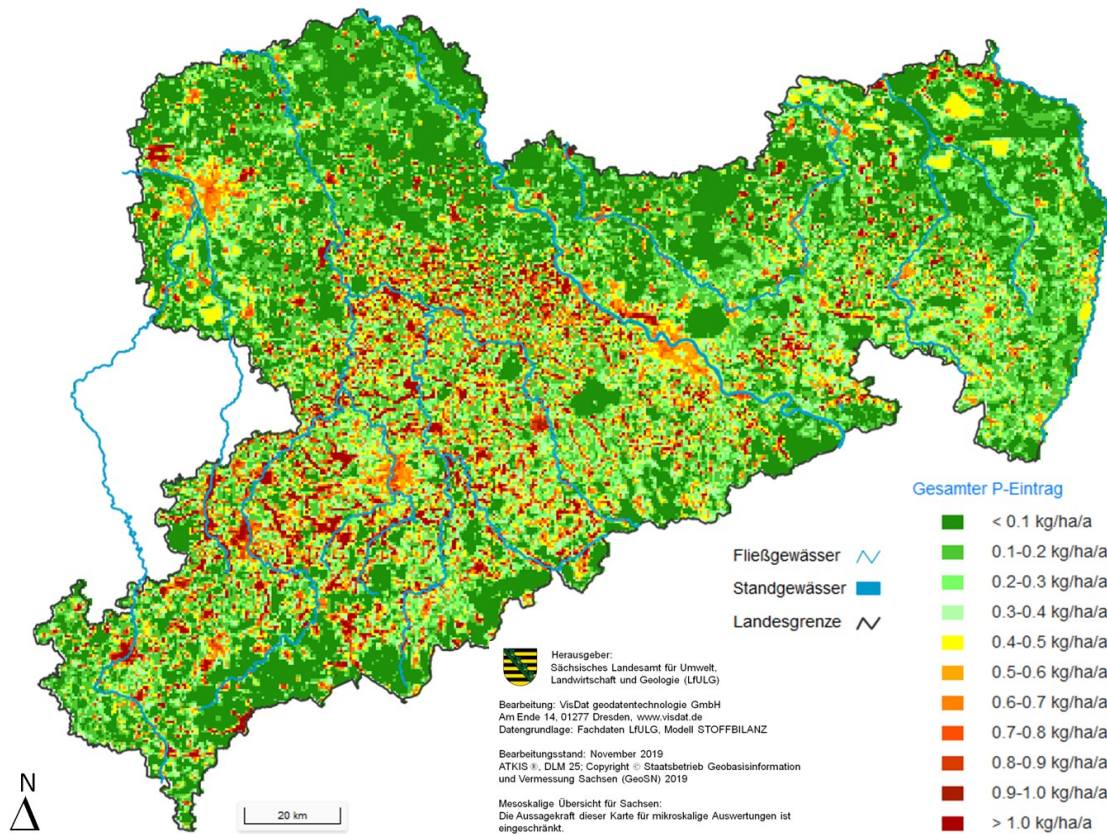 Gesamter P-Eintrag
< 0.1 kg/ha/a
0.1-0.2 kg/ha/a
0.2-0.3 kg/ha/a
0.3-0.4 kg/ha/a
0.4-0.5 kg/ha/a
0.5-0.6 kg/ha/a
0.6-0.7 kg/ha/a
0.7-0.8 kg/ha/a
0.8-0.9 kg/ha/a
0.9-1.0 kg/ha/a
> 1.0 kg/ha/a
Fließgewässer
Standgewässer
Landesgrenze
Herausgeber:
Sächsisches Landesamt für Umwelt,
Landwirtschaft und Geologie (LfULG)
Bearbeitung: VisDat geodatentechnologie GmbH
Am Ende 14, 01277 Dresden, www.visdat.de
Datengrundlage: Fachdaten LfULG, Modell STOFFBILANZ
Bearbeitungsstand: November 2019
ATKIS ®, DLM 25; Copyright © Staatsbetrieb Geobasisinformation
und Vermessung Sachsen (GeoSN) 2019
Mesoskalige Übersicht für Sachsen:
Die Aussagekraft dieser Karte für mikroskalige Auswertungen ist
eingeschränkt.
N
20 km